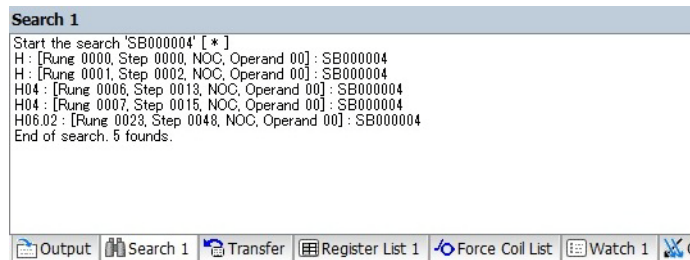 Search 1
Start the search 'SB000004' [ * ]
H : [Rung 0000, Step 0000, NOC, Operand 00] : SB000004
H : [Rung 0001, Step 0002, NOC, Operand 00] : SB000004
H04 : [Rung 0006, Step 0013, NOC, Operand 00] : SB000004
H04 : [Rung 0007, Step 0015, NOC, Operand 00] : SB000004
H06.02 : [Rung 0023, Step 0048, NOC, Operand 00] : SB000004
End of search. 5 founds.
Output Search 1 Transfer Register List 1 Force Coil List Watch 1